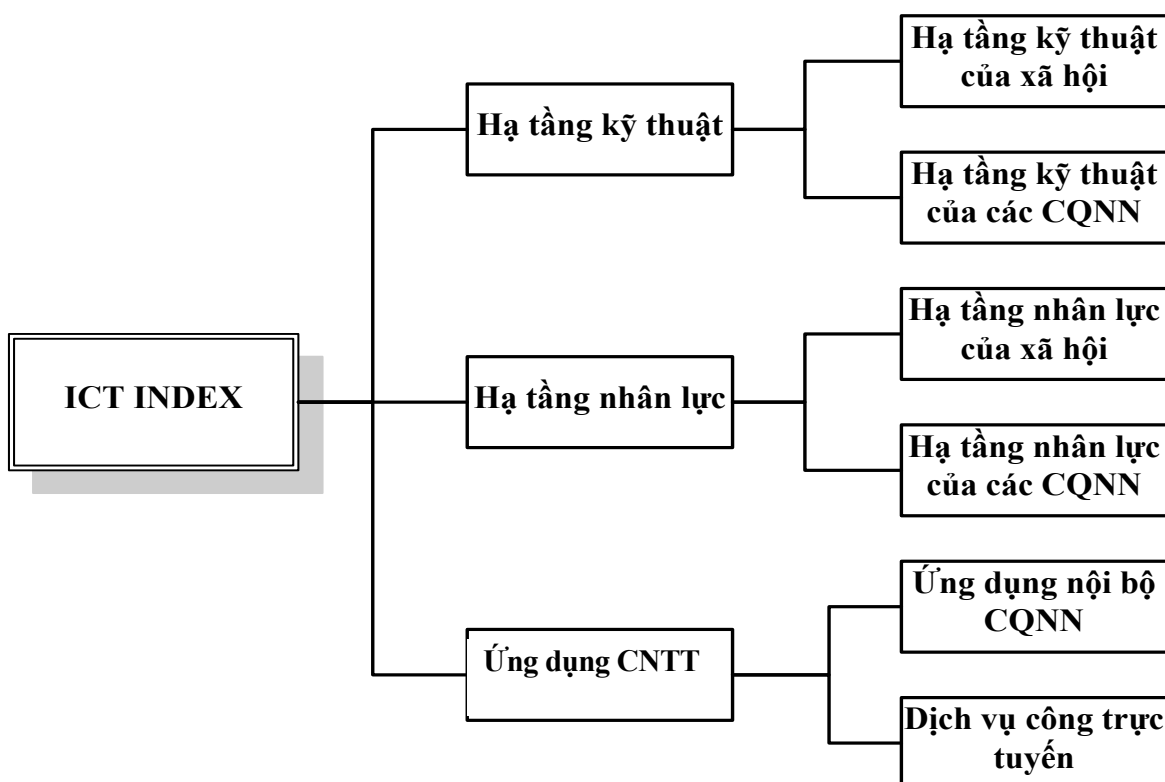 ICT INDEX
Hạ tầng kỹ thuật
Hạ tầng kỹ thuật
của xã hội
Hạ tầng kỹ thuật
của các CQNN
Hạ tầng nhân lực
Hạ tầng nhân lực
của xã hội
Hạ tầng nhân lực
của các CQNN
Ứng dụng CNTT
Ứng dụng nội bộ
CQNN
Dịch vụ công trực
tuyến